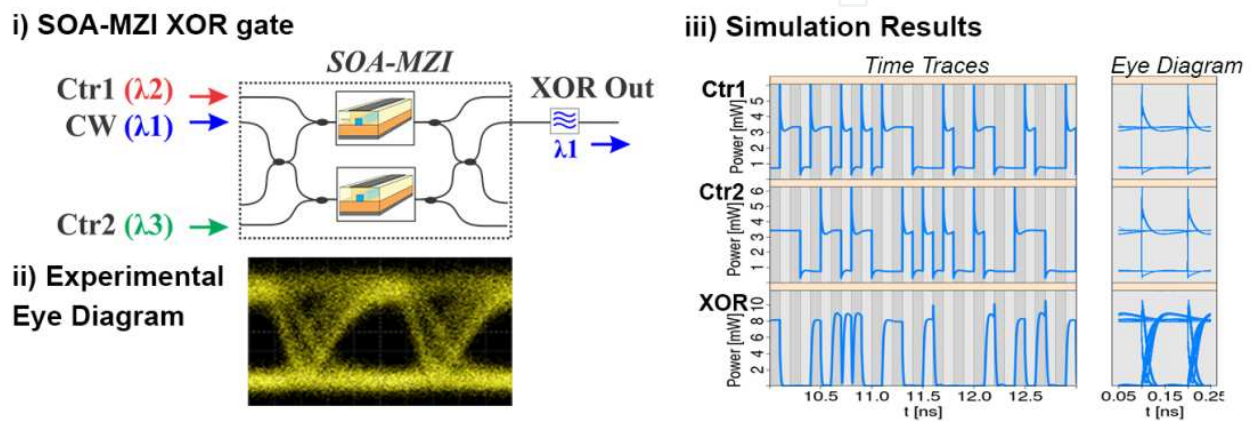 i) SOA-MZI XOR gate
SOA-MZI
Ctr1 (λ2)
CW (λ1)
XOR Out
λ1
Ctr2 (λ3)
ii) Experimental
Eye Diagram
iii) Simulation Results
Time Traces
Eye Diagram
Ctr1
Power [mW]
1 2 3 4 5
Ctr2
Power [mW]
1 2 3 4 5 6
XOR
Power [mW]
2 4 6 8 10
10.5 11.0 11.5 12.0 12.5
t [ns]
0.05 0.15 0.25
t [ns]